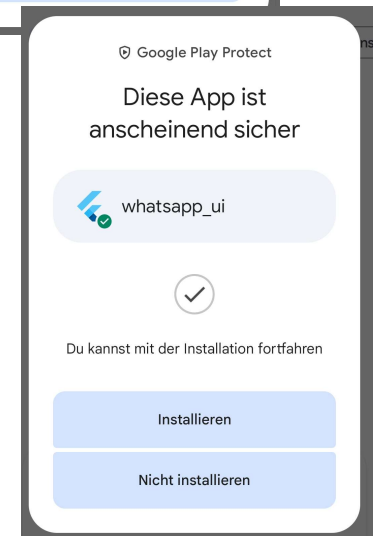 Google Play Protect
Diese App ist
anscheinend sicher
whatsapp_ui
Du kannst mit der Installation fortfahren
Installieren
Nicht installieren